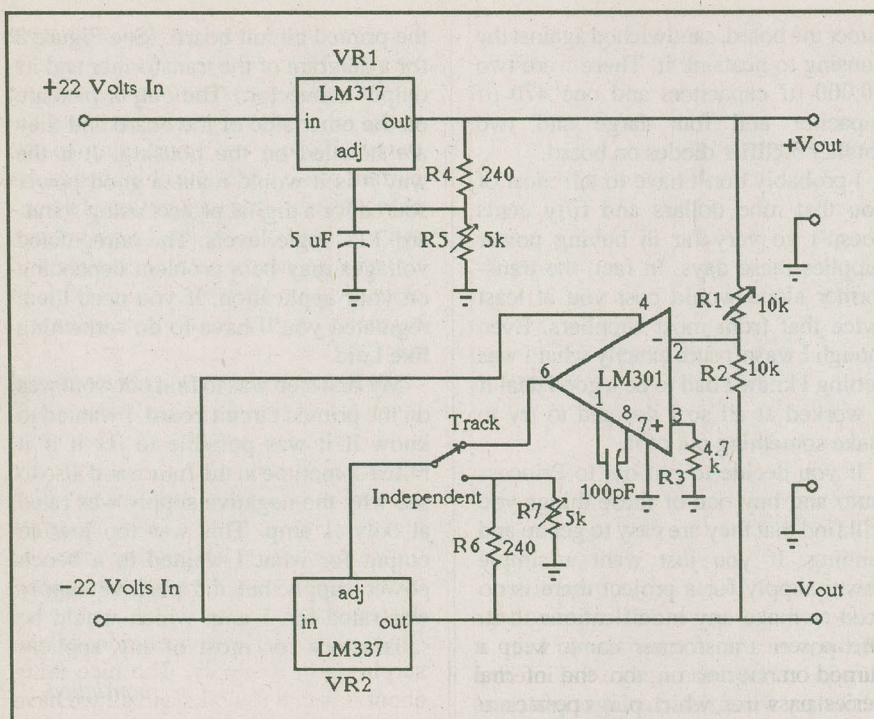 VR1
+22 Volts In
LM317
in out
adj
+Vout
R4 240
5 uF
R5 5k
R1 10k
4
2
R2 10k
6
LM301
1
8
7
3
Track
Independent
100pF
R3 4.7
R7 5k
R6 240
−22 Volts In
−Vout
adj
in out
LM337
VR2